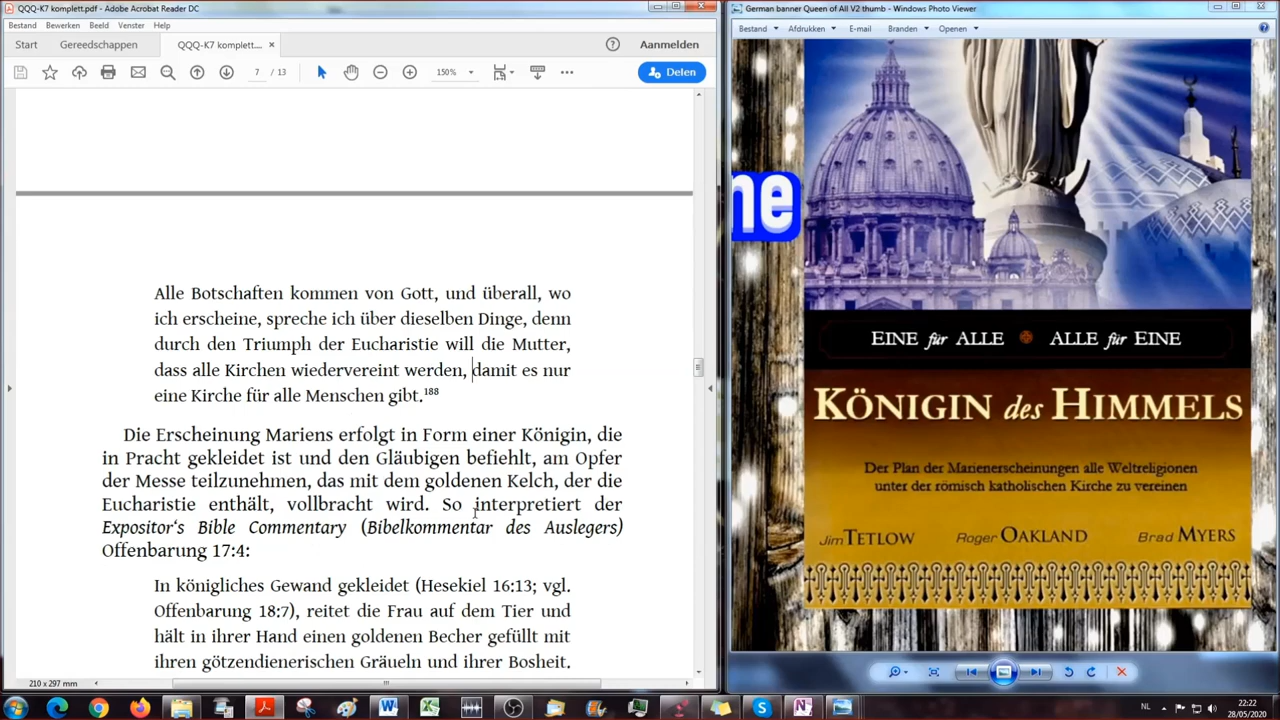 QQQ-K7 komplett.pdf - Adobe Acrobat Reader DC
Bestand Bewerken Beeld Venster Help
Start Gereedschappen QQQ-K7 komplett.... × Aanmelden
7 / 13 150% Delen
Alle Botschaften kommen von Gott, und überall, wo
ich erscheine, spreche ich über dieselben Dinge, denn
durch den Triumph der Eucharistie will die Mutter,
dass alle Kirchen wiedervereint werden, damit es nur
eine Kirche für alle Menschen gibt.¹⁸⁸
Die Erscheinung Mariens erfolgt in Form einer Königin, die
in Pracht gekleidet ist und den Gläubigen befiehlt, am Opfer
der Messe teilzunehmen, das mit dem goldenen Kelch, der die
Eucharistie enthält, vollbracht wird. So interpretiert der
Expositor‘s Bible Commentary (Bibelkommentar des Auslegers)
Offenbarung 17:4:
In königliches Gewand gekleidet (Hesekiel 16:13; vgl.
Offenbarung 18:7), reitet die Frau auf dem Tier und
hält in ihrer Hand einen goldenen Becher gefüllt mit
ihren götzendienerischen Gräueln und ihrer Bosheit.
210 x 297 mm
German banner Queen of All V2 thumb - Windows Photo Viewer
Bestand Afdrukken E-mail Branden Openen
ne
EINE für ALLE ALLE für EINE
KÖNIGIN des HIMMELS
Der Plan der Marienerscheinungen alle Weltreligionen
unter der römisch katholischen Kirche zu vereinen
Jim TETLOW Roger OAKLAND Brad MYERS
NL 22:22
28/05/2020